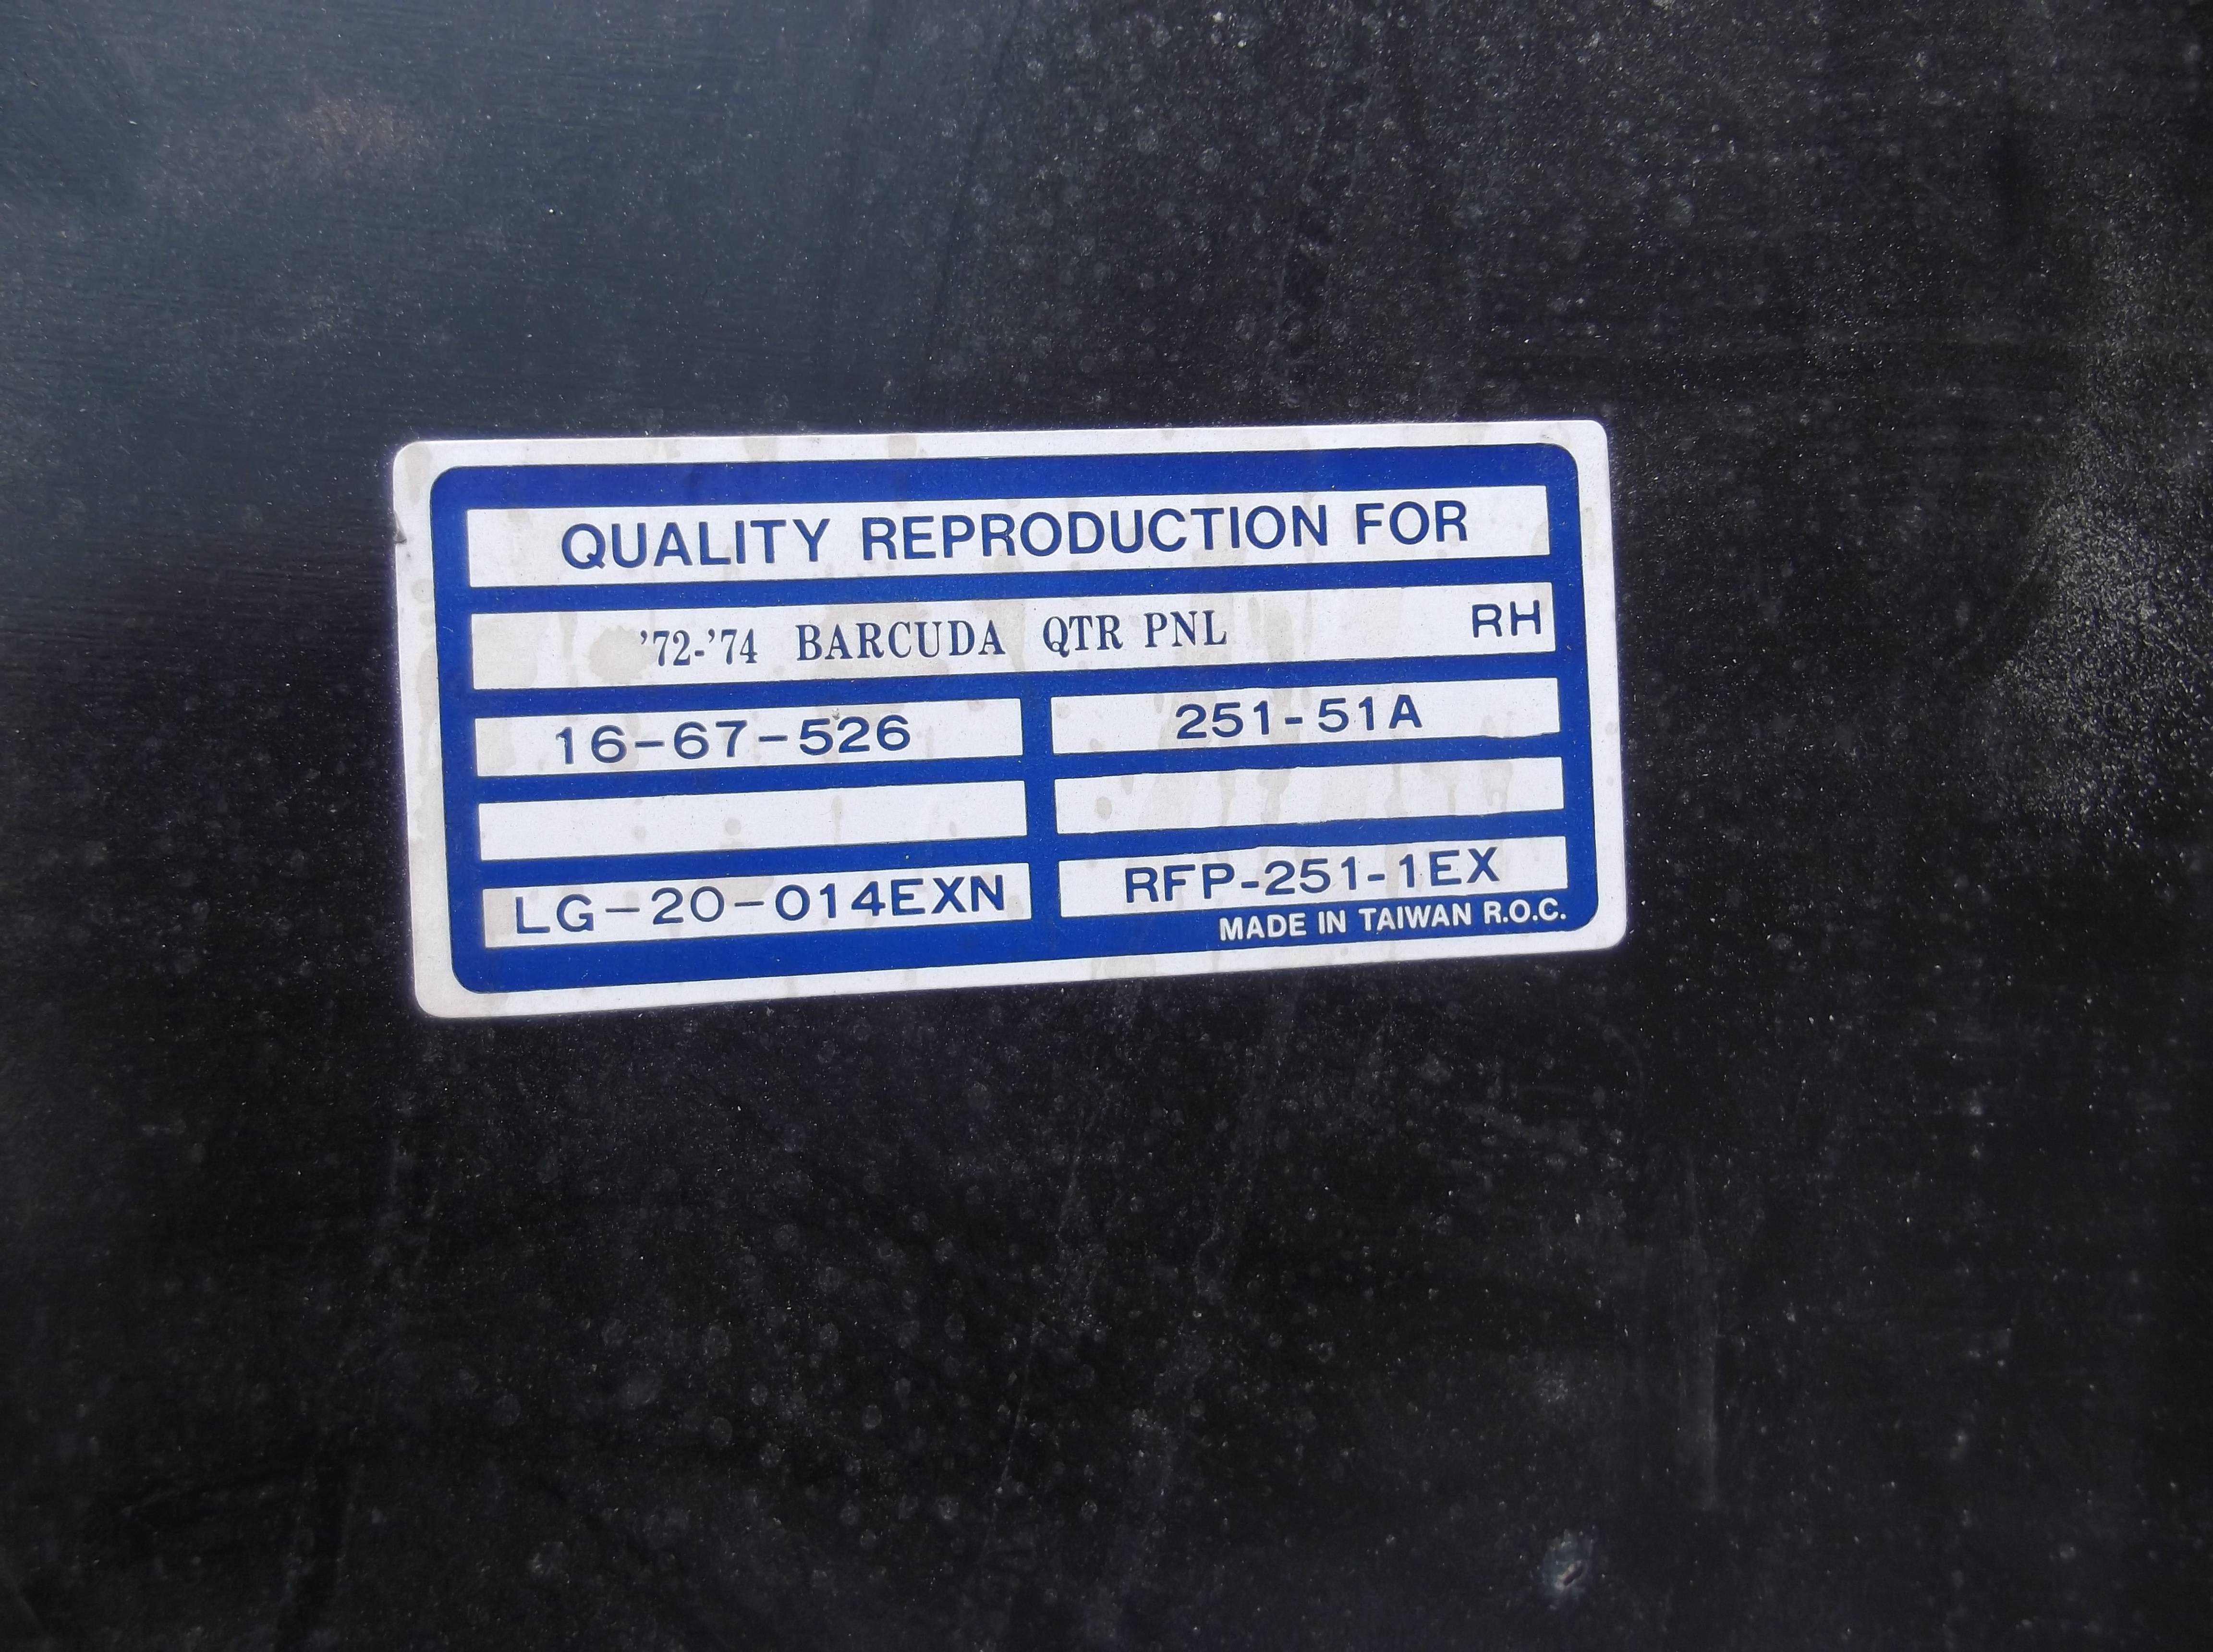 QUALITY REPRODUCTION FOR
'72-'74 BARCUDA QTR PNL RH
16-67-526 251-51A
LG-20-014EXN RFP-251-1EX
MADE IN TAIWAN R.O.C.